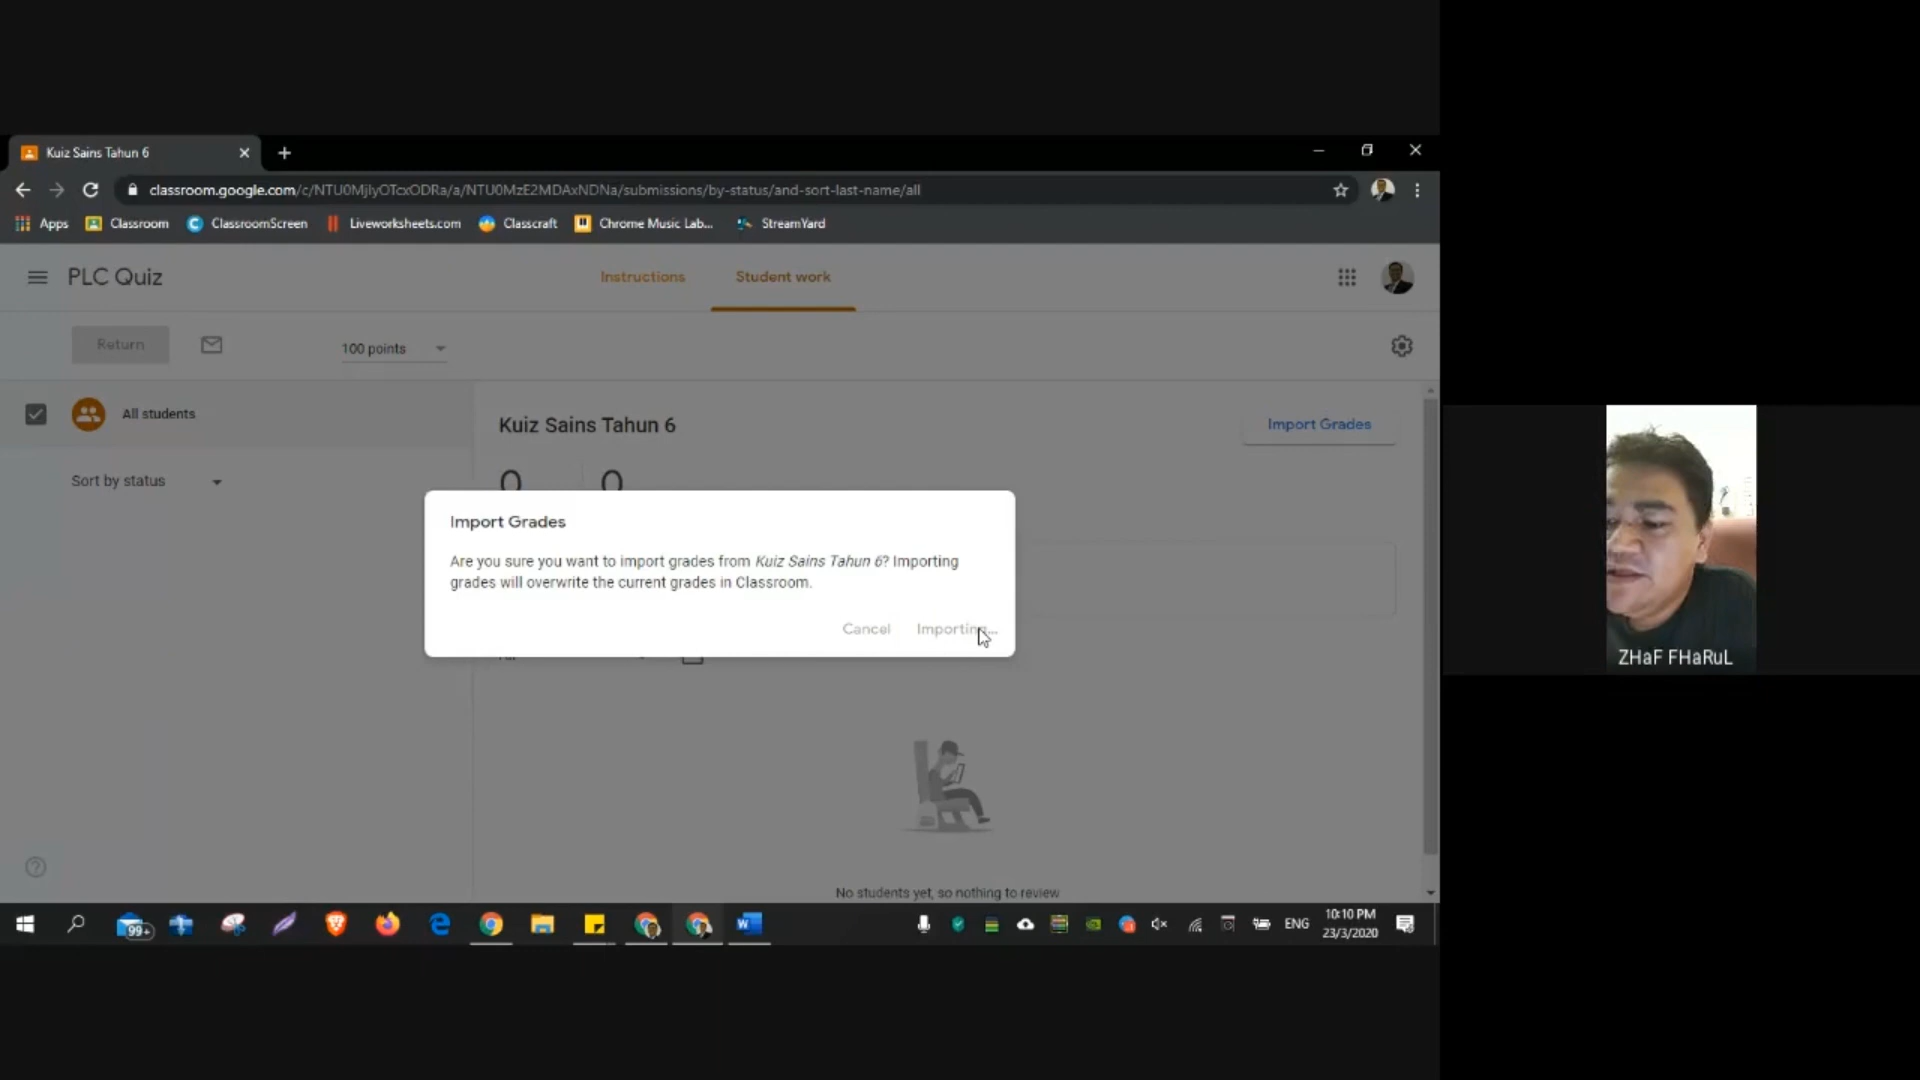 Kuiz Sains Tahun 6
classroom.google.com/c/NTU0MjIyOTcxODRa/a/NTU0MzE2MDAxNDNa/submissions/by-status/and-sort-last-name/all
Apps Classroom ClassroomScreen Liveworksheets.com Classcraft Chrome Music Lab... StreamYard
PLC Quiz Instructions Student work
Return 100 points
All students
Kuiz Sains Tahun 6 Import Grades
Sort by status
0 0
Import Grades
Are you sure you want to import grades from Kuiz Sains Tahun 6? Importing
grades will overwrite the current grades in Classroom.
Cancel Importing...
ZHaF FHaRuL
No students yet, so nothing to review
99+
ENG
10:10 PM
23/3/2020